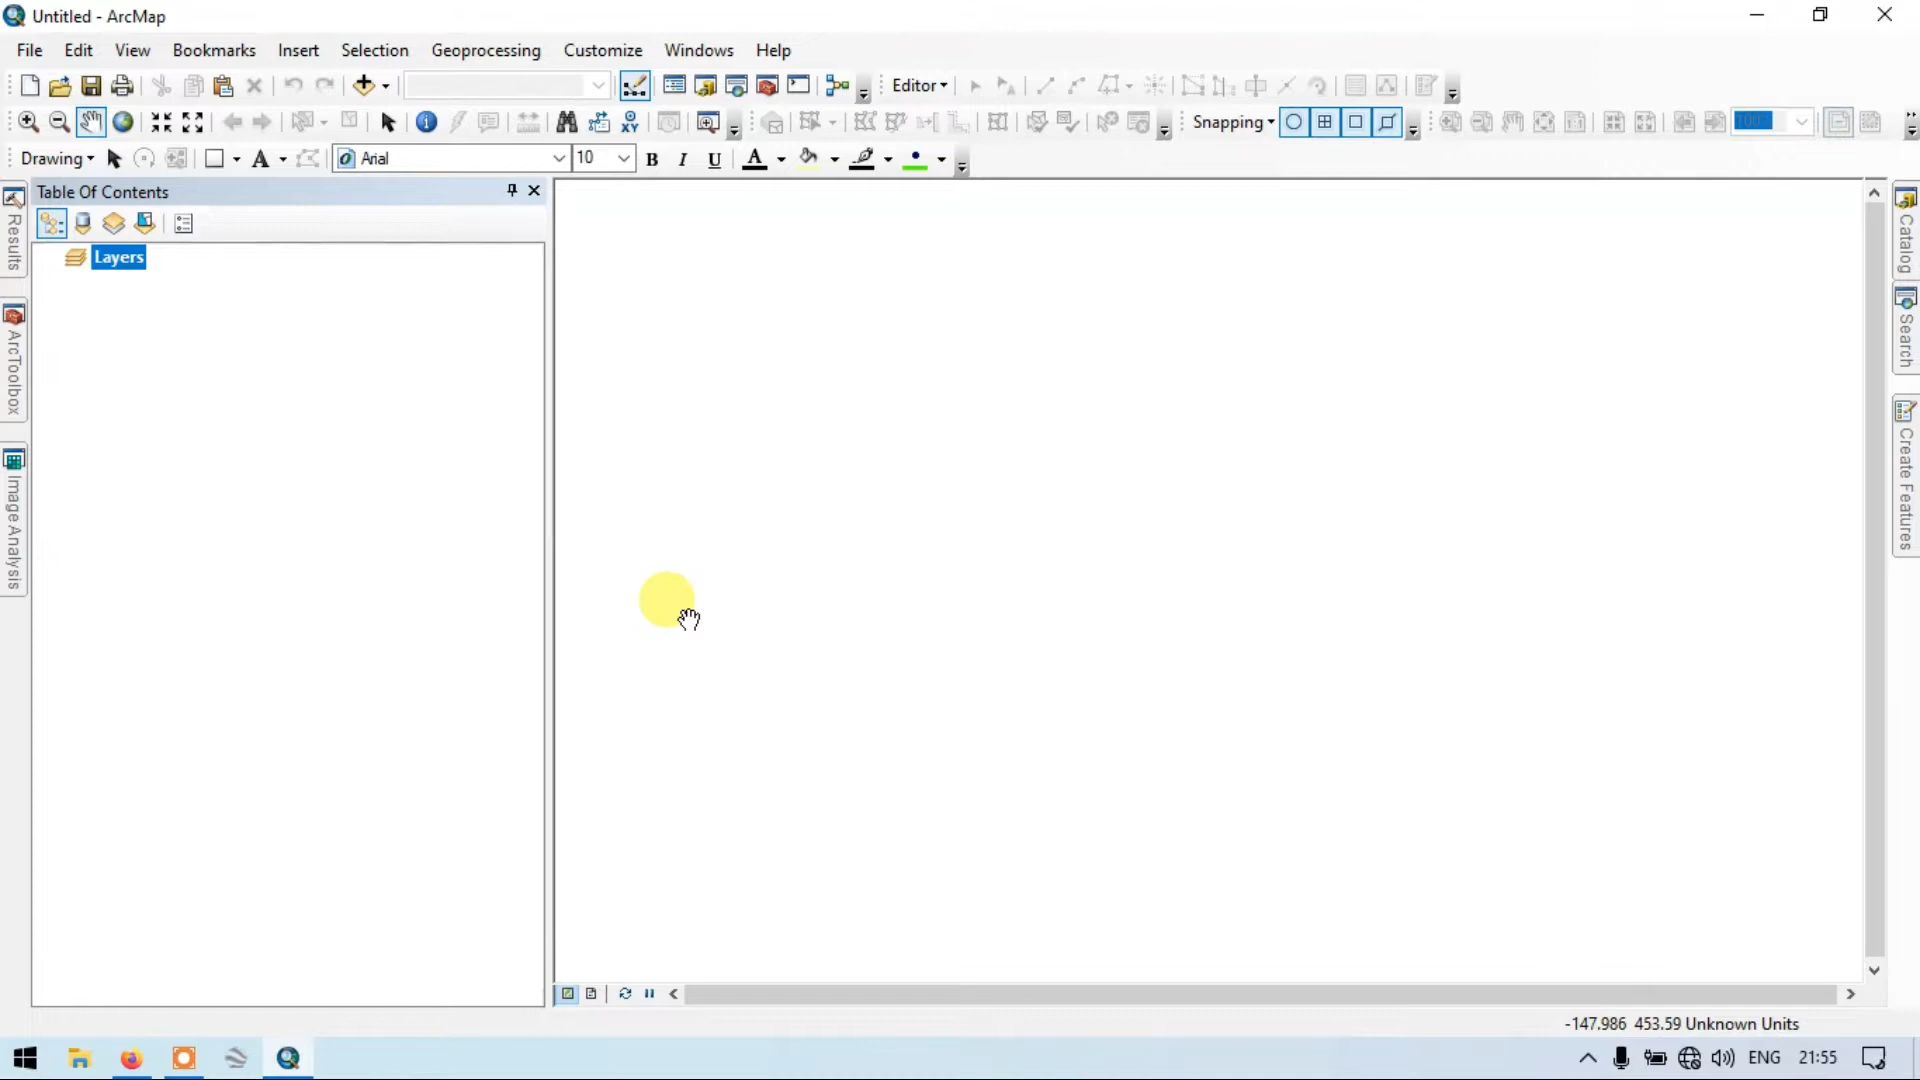 Untitled - ArcMap
File Edit View Bookmarks Insert Selection Geoprocessing Customize Windows Help
Editor
Snapping 100%
Drawing A Arial 10 B I U A
Table Of Contents
Layers
Results
ArcToolbox
Image Analysis
Catalog
Search
Create Features
-147.986 453.59 Unknown Units
ENG 21:55